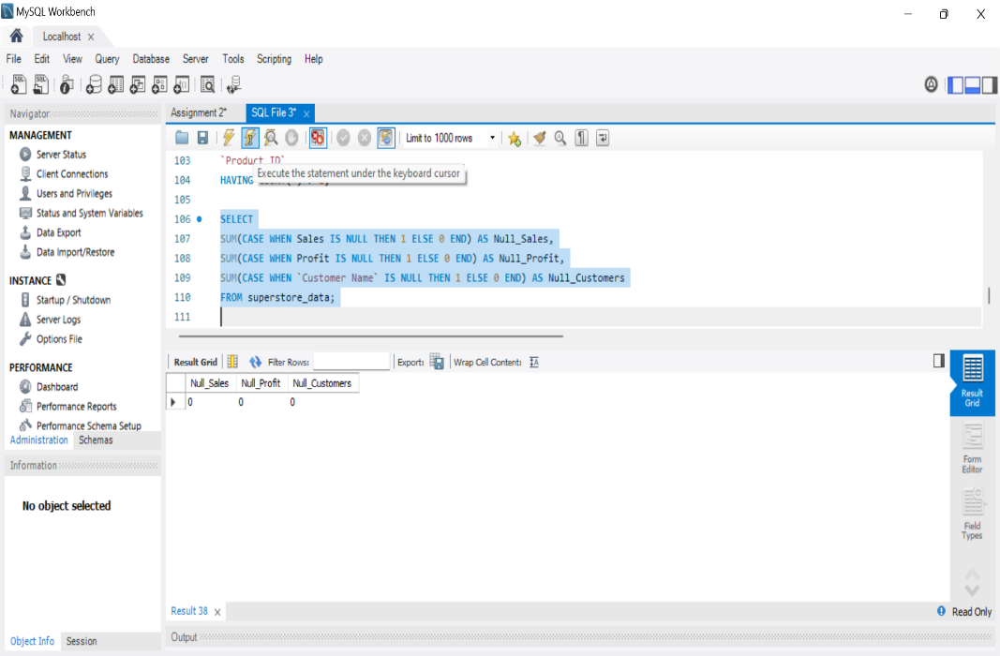 MySQL Workbench
Localhost x
File Edit View Query Database Server Tools Scripting Help
Navigator
MANAGEMENT
Server Status
Client Connections
Users and Privileges
Status and System Variables
Data Export
Data Import/Restore
INSTANCE
Startup / Shutdown
Server Logs
Options File
PERFORMANCE
Dashboard
Performance Reports
Performance Schema Setup
Administration Schemas
Information
No object selected
Object Info Session
Assignment 2* SQL File 3* x
Limit to 1000 rows
103 `Product ID`
Execute the statement under the keyboard cursor
104 HAVING
105
106 SELECT
107 SUM(CASE WHEN Sales IS NULL THEN 1 ELSE 0 END) AS Null_Sales,
108 SUM(CASE WHEN Profit IS NULL THEN 1 ELSE 0 END) AS Null_Profit,
109 SUM(CASE WHEN `Customer Name` IS NULL THEN 1 ELSE 0 END) AS Null_Customers
110 FROM superstore_data;
111
Result Grid Filter Rows: Export: Wrap Cell Content:
Null_Sales Null_Profit Null_Customers
0 0 0
Result Grid
Form Editor
Field Types
Result 38 x
Read Only
Output